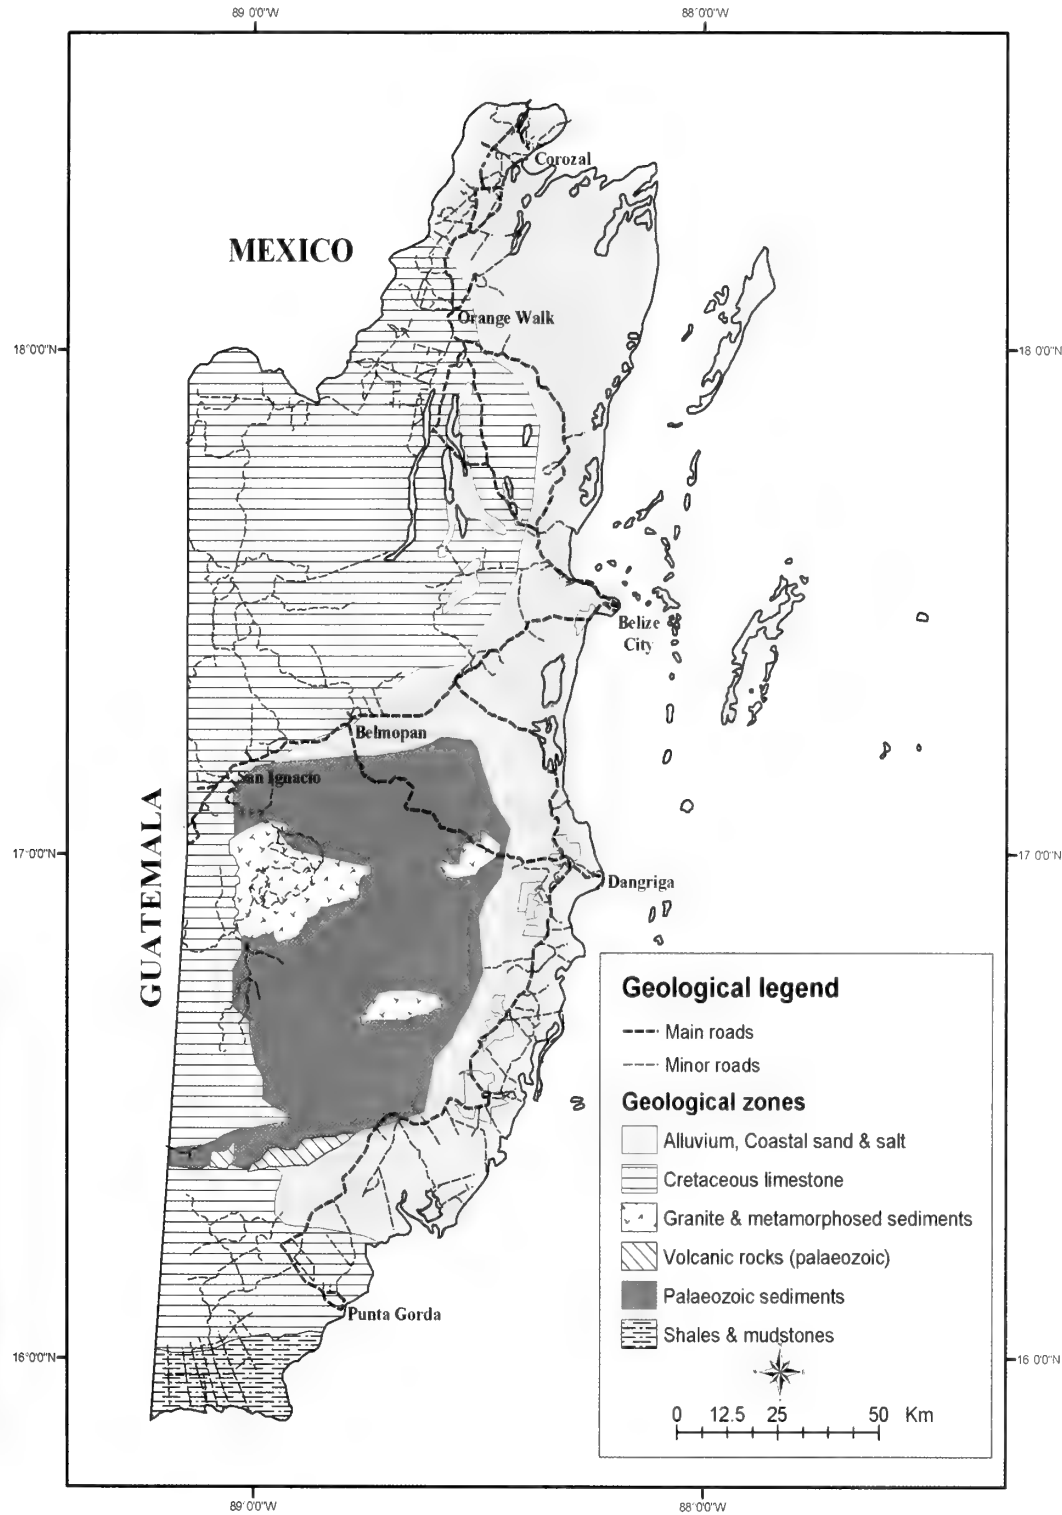 89°0'0"W
88°0'0"W
Corozal
MEXICO
Orange Walk
18°0'0"N
18 0'0"N
Belize
City
Belmopan
San Ignacio
GUATEMALA
17°0'0"N
17 0'0"N
Dangriga
Geological legend
Main roads
Minor roads
Geological zones
Alluvium, Coastal sand & salt
Cretaceous limestone
Granite & metamorphosed sediments
Volcanic rocks (palaeozoic)
Palaeozoic sediments
Shales & mudstones
Punta Gorda
16°0'0"N
16 0'0"N
0 12.5 25 50 Km
89°0'0"W
88°0'0"W